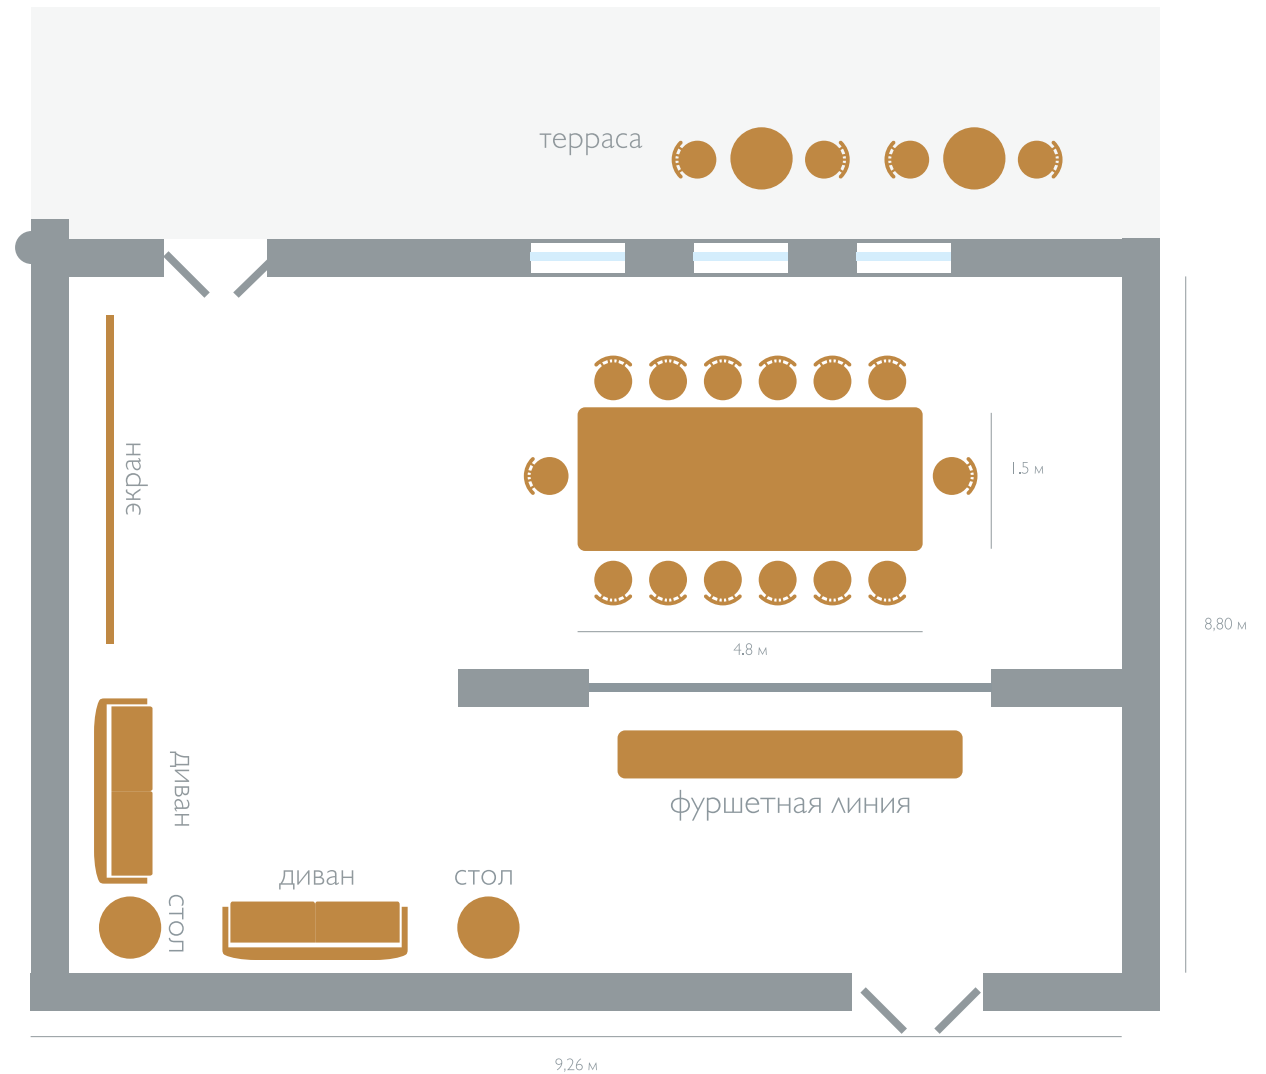 терраса
экран
1.5 м
8,80 м
4.8 м
диван
фуршетная линия
диван
стол
стол
9,26 м